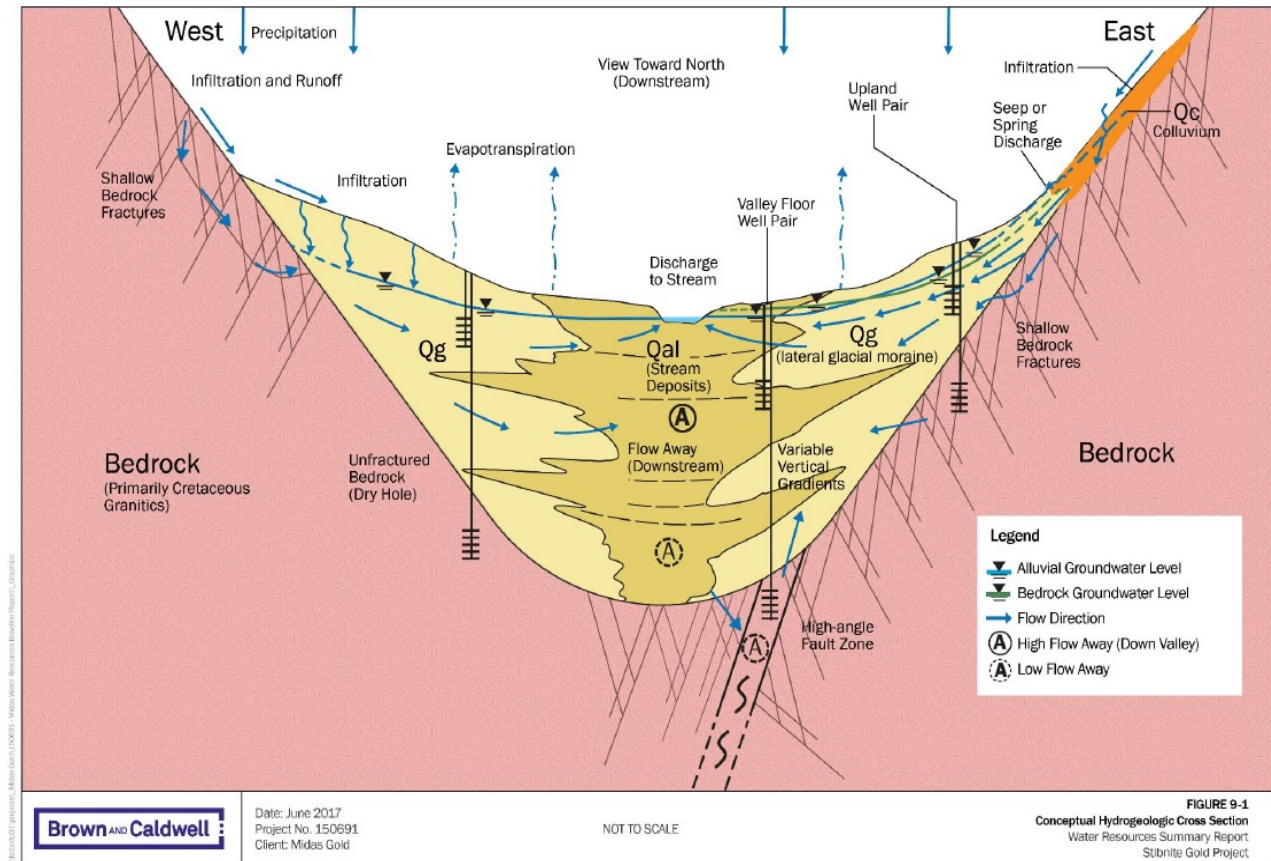 West
Precipitation
East
Infiltration and Runoff
View Toward North
(Downstream)
Infiltration
Upland
Well Pair
Seep or
Spring
Discharge
Qc
Colluvium
Evapotranspiration
Shallow
Bedrock
Fractures
Infiltration
Valley Floor
Well Pair
Discharge
to Stream
Qg
Qal
(Stream
Deposits)
Qg
(lateral glacial moraine)
Shallow
Bedrock
Fractures
A
Bedrock
(Primarily Cretaceous
Granitics)
Unfractured
Bedrock
(Dry Hole)
Flow Away
(Downstream)
Variable
Vertical
Gradients
Bedrock
A
High-angle
Fault Zone
A
Legend
Alluvial Groundwater Level
Bedrock Groundwater Level
Flow Direction
A High Flow Away (Down Valley)
A Low Flow Away
Brown AND Caldwell
Date: June 2017
Project No. 150691
Client: Midas Gold
NOT TO SCALE
FIGURE 9-1
Conceptual Hydrogeologic Cross Section
Water Resources Summary Report
Stibnite Gold Project